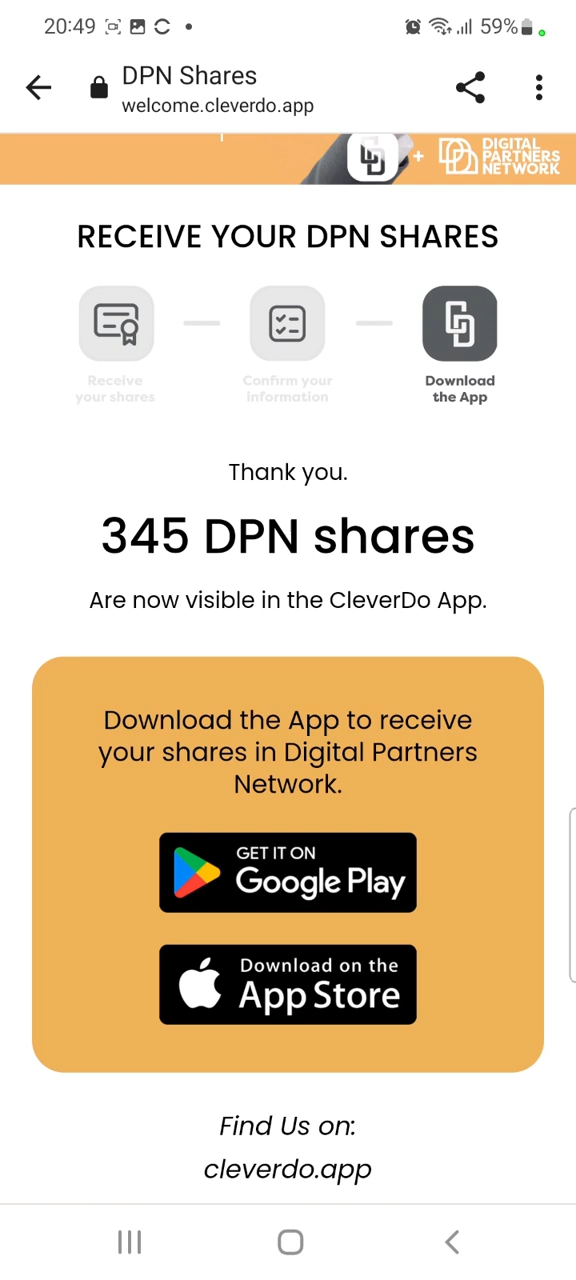 20:49
59%
DPN Shares
welcome.cleverdo.app
DIGITAL
PARTNERS
NETWORK
RECEIVE YOUR DPN SHARES
Receive
your shares
Confirm your
information
Download
the App
Thank you.
345 DPN shares
Are now visible in the CleverDo App.
Download the App to receive
your shares in Digital Partners
Network.
GET IT ON
Google Play
Download on the
App Store
Find Us on:
cleverdo.app